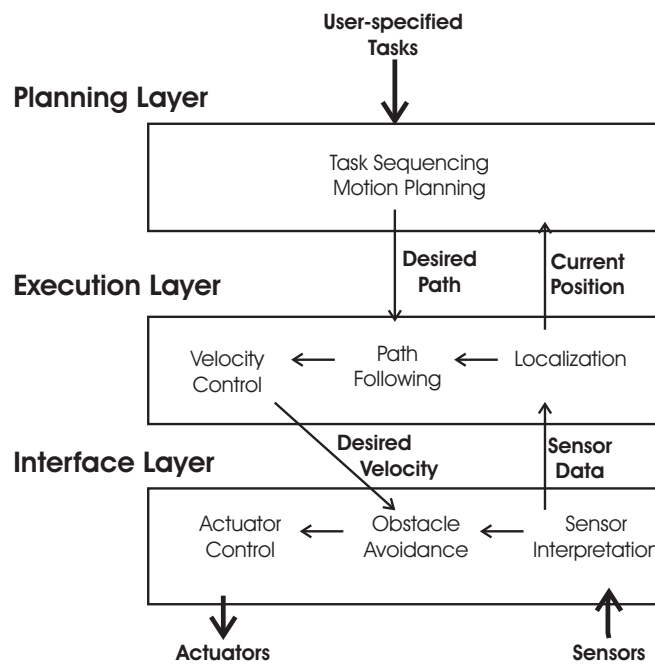 User-specified
Tasks
Planning Layer
Task Sequencing
Motion Planning
Desired
Path
Current
Position
Execution Layer
Velocity
Control
Path
Following
Localization
Desired
Velocity
Sensor
Data
Interface Layer
Actuator
Control
Obstacle
Avoidance
Sensor
Interpretation
Actuators
Sensors